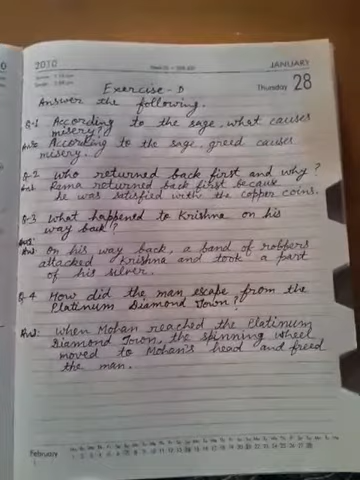 2010
JANUARY
Thursday 28
Exercise - D
Answer the following.
Q-1 According to the sage, what causes
misery?
Ans According to the sage, greed causes
misery.
Q-2 who returned back first and why?
Ans Rama returned back first because
he was satisfied with the copper coins.
Q-3 What happened to Krishna on his
way back?
Ans: On his way back, a band of robbers
attacked Krishna and took a part
of his silver.
Q.4 How did the man escape from the
Platinum Diamond Town?
Ans: When Mohan reached the Platinum
Diamond Town, the spinning wheel
moved to Mohan's head and freed
the man.
February